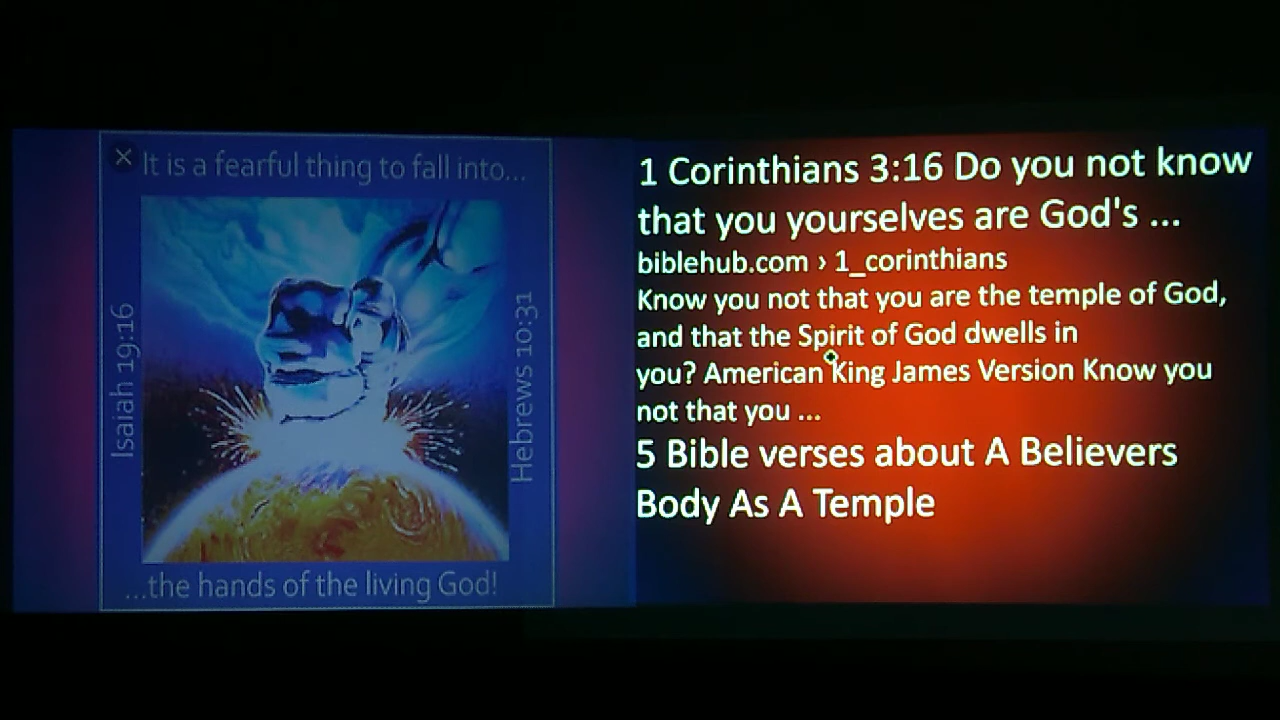 It is a fearful thing to fall into...
Isaiah 19:16
Hebrews 10:31
...the hands of the living God!
1 Corinthians 3:16 Do you not know
that you yourselves are God's ...
biblehub.com › 1_corinthians
Know you not that you are the temple of God,
and that the Spirit of God dwells in
you? American King James Version Know you
not that you ...
5 Bible verses about A Believers
Body As A Temple